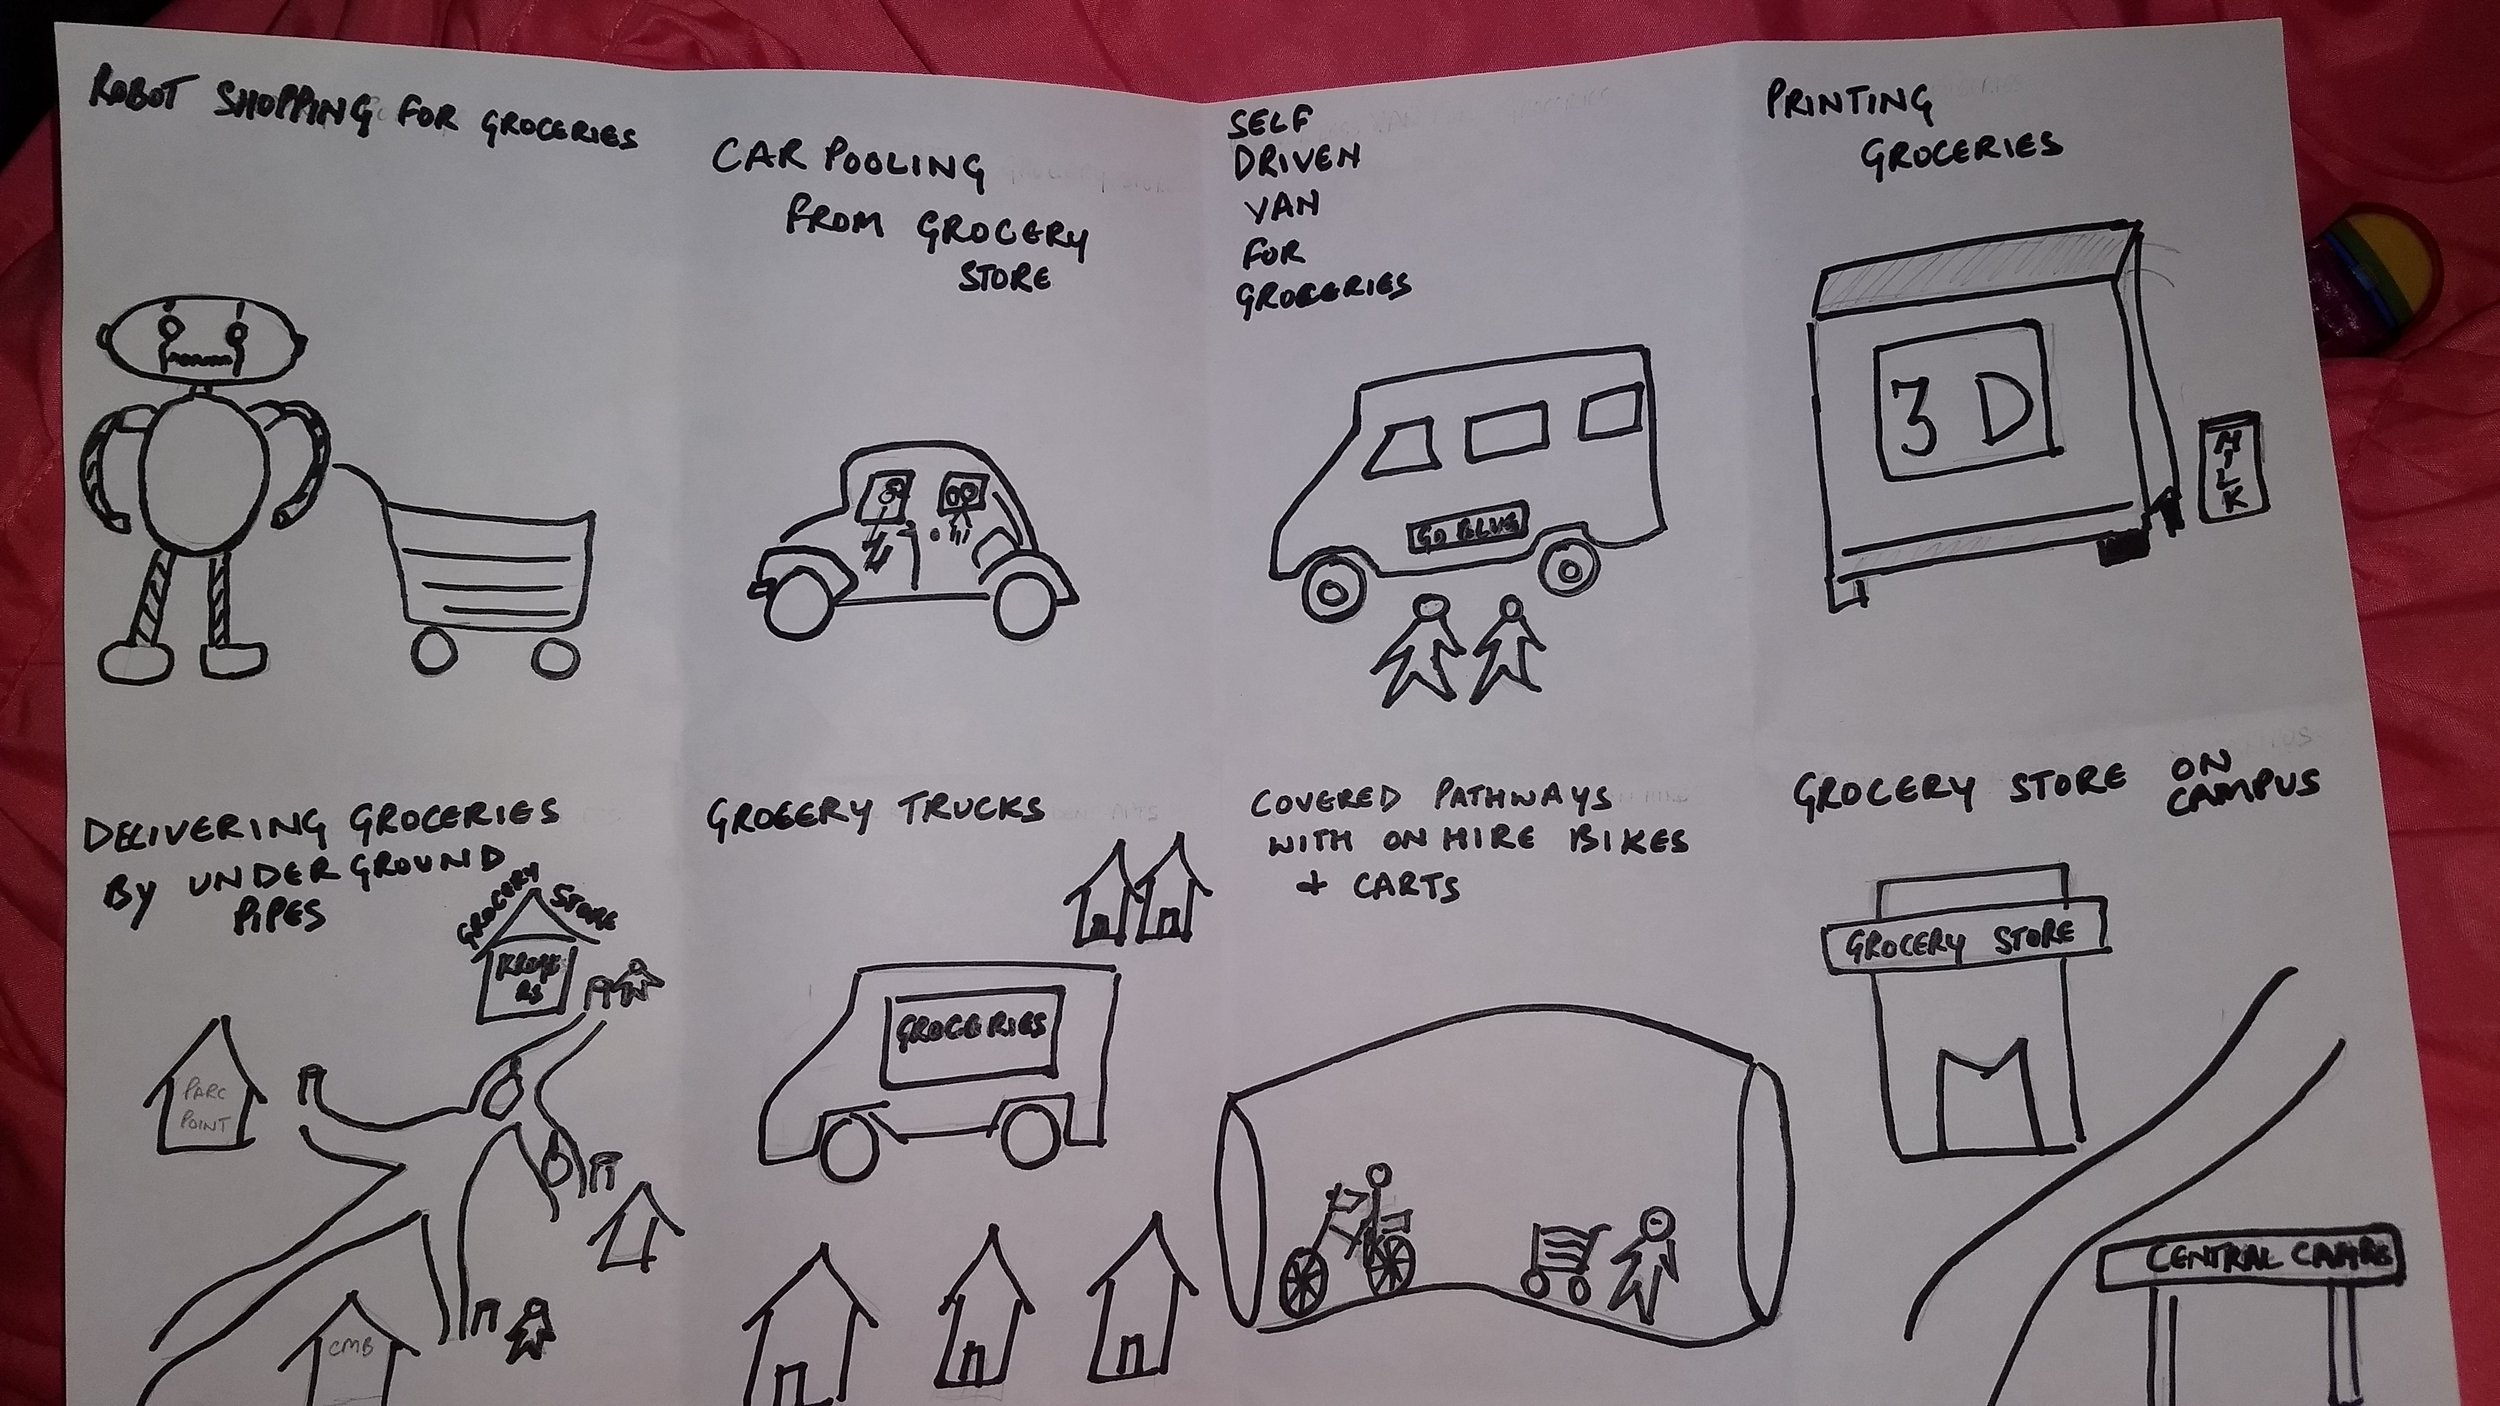 ROBOT SHOPPING FOR GROCERIES
CAR POOLING
FROM GROCERY
STORE
SELF
DRIVEN
VAN
FOR
GROCERIES
GO BLUE
PRINTING
GROCERIES
3D
MILK
DELIVERING GROCERIES
BY UNDERGROUND
PIPES
GROCERY STORE
KROGE
RS
PARC
POINT
CMB
GROCERY TRUCKS
GROCERIES
COVERED PATHWAYS
WITH ON HIRE BIKES
+ CARTS
GROCERY STORE ON
CAMPUS
GROCERY STORE
CENTRAL